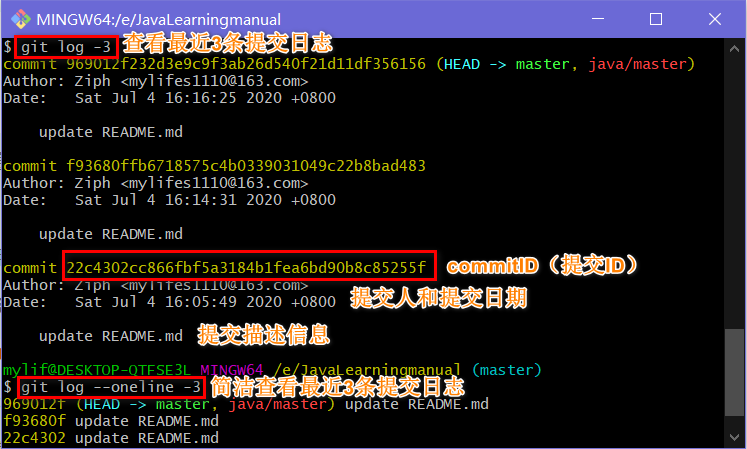 MINGW64:/e/JavaLearningmanual
$ git log -3 查看最近3条提交日志
commit 969012f232d3e9c9f3ab26d540f21d11df356156 (HEAD -> master, java/master)
Author: Ziph <mylifes1110@163.com>
Date:   Sat Jul 4 16:16:25 2020 +0800
update README.md
commit f93680ffb6718575c4b0339031049c22b8bad483
Author: Ziph <mylifes1110@163.com>
Date:   Sat Jul 4 16:14:31 2020 +0800
update README.md
commit 22c4302cc866fbf5a3184b1fea6bd90b8c85255f commitID（提交ID）
Author: Ziph <mylifes1110@163.com>
Date:   Sat Jul 4 16:05:49 2020 +0800 提交人和提交日期
update README.md 提交描述信息
mylif@DESKTOP-QTFSE3L MINGW64 /e/JavaLearningmanual (master)
$ git log --oneline -3 简洁查看最近3条提交日志
969012f (HEAD -> master, java/master) update README.md
f93680f update README.md
22c4302 update README.md